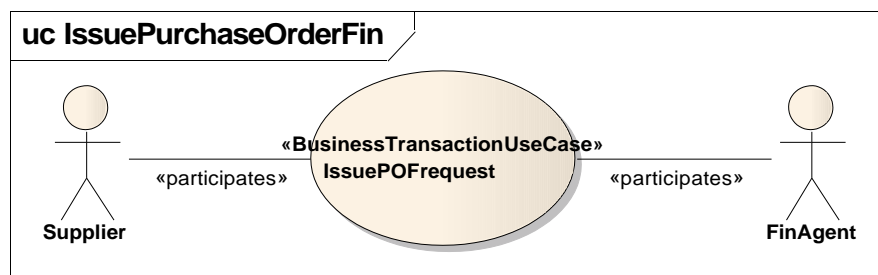 uc IssuePurchaseOrderFin
«BusinessTransactionUseCase»
IssuePOFrequest
«participates»
«participates»
Supplier
FinAgent